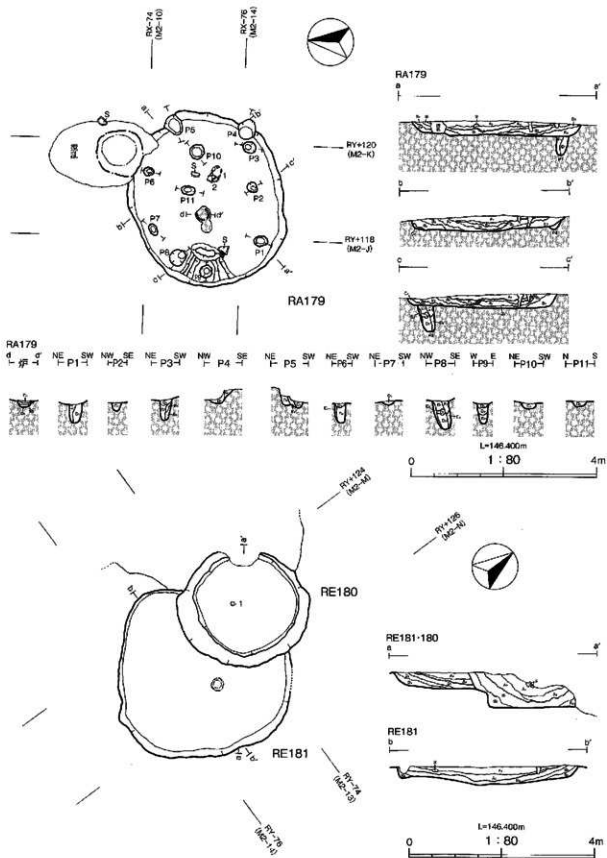 RX-74
(M2-10)
RX-76
(M2-14)
RA179
a a'
S
P5
P4
P3
P10
S
1
2
P6
P11
P2
P7
P1
P8
S
RY+120
(M2-K)
RY+118
(M2-J)
a
b
b'
c
c'
d d'
a'
b b'
c c'
RA179
RA179
d d' NE SW NW SE NE SW NW SE NE SW NE SW NE SW NW SE W E NE SW N S
炉 P1 P2 P3 P4 P5 P6 P7 P8 P9 P10 P11
L=146.400m
0 1:80 4m
RY+124
(M2-M)
RY+126
(M2-N)
a'
b
RE180
1
RE181
a
b'
RY-74
(M2-13)
RY-76
(M2-14)
RE181・180
a a'
RE181
b b'
L=146.400m
0 1:80 4m